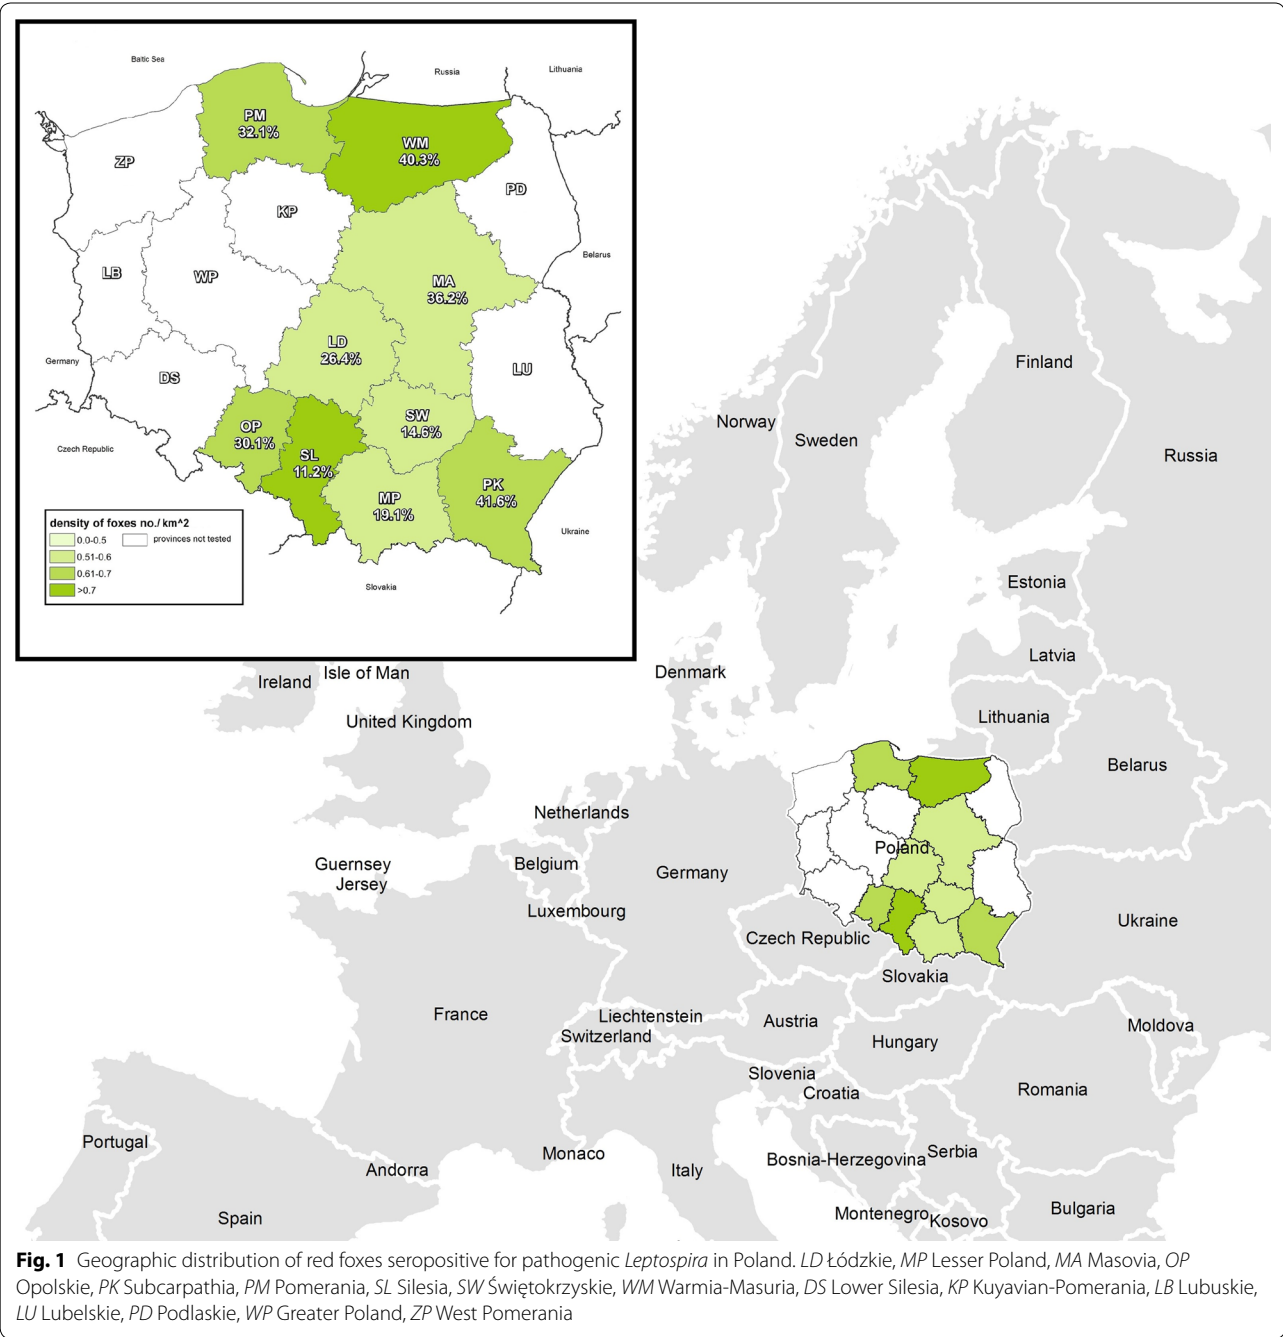 Baltic Sea
Russia
Lithuania
PM
32.1%
WM
40.3%
ZP
PD
KP
Belarus
LB
WP
MA
36.2%
LD
26.4%
Germany
DS
LU
SW
14.6%
OP
30.1%
Czech Republic
SL
11.2%
PK
41.6%
MP
19.1%
Ukraine
Slovakia
density of foxes no./ km^2
0.0-0.5 provinces not tested
0.51-0.6
0.61-0.7
>0.7
Finland
Norway
Sweden
Russia
Estonia
Latvia
Isle of Man
Ireland
Denmark
Lithuania
United Kingdom
Belarus
Netherlands
Poland
Guernsey
Belgium
Jersey
Germany
Luxembourg
Ukraine
Czech Republic
Slovakia
France
Liechtenstein
Austria
Moldova
Switzerland
Hungary
Slovenia
Croatia
Romania
Portugal
Monaco
Serbia
Bosnia-Herzegovina
Andorra
Italy
Bulgaria
Spain
Montenegro
Kosovo
Fig. 1 Geographic distribution of red foxes seropositive for pathogenic Leptospira in Poland. LD Łódzkie, MP Lesser Poland, MA Masovia, OP
Opolskie, PK Subcarpathia, PM Pomerania, SL Silesia, SW Świętokrzyskie, WM Warmia-Masuria, DS Lower Silesia, KP Kuyavian-Pomerania, LB Lubuskie,
LU Lubelskie, PD Podlaskie, WP Greater Poland, ZP West Pomerania